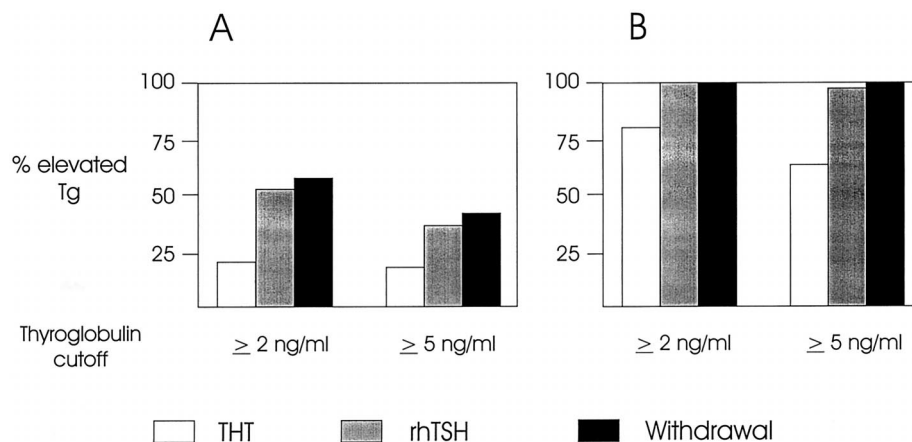 A
B
100
75
50
25
% elevated
Tg
100
75
50
25
Thyroglobulin
cutoff
≥ 2 ng/ml
≥ 5 ng/ml
≥ 2 ng/ml
≥ 5 ng/ml
THT
rhTSH
Withdrawal